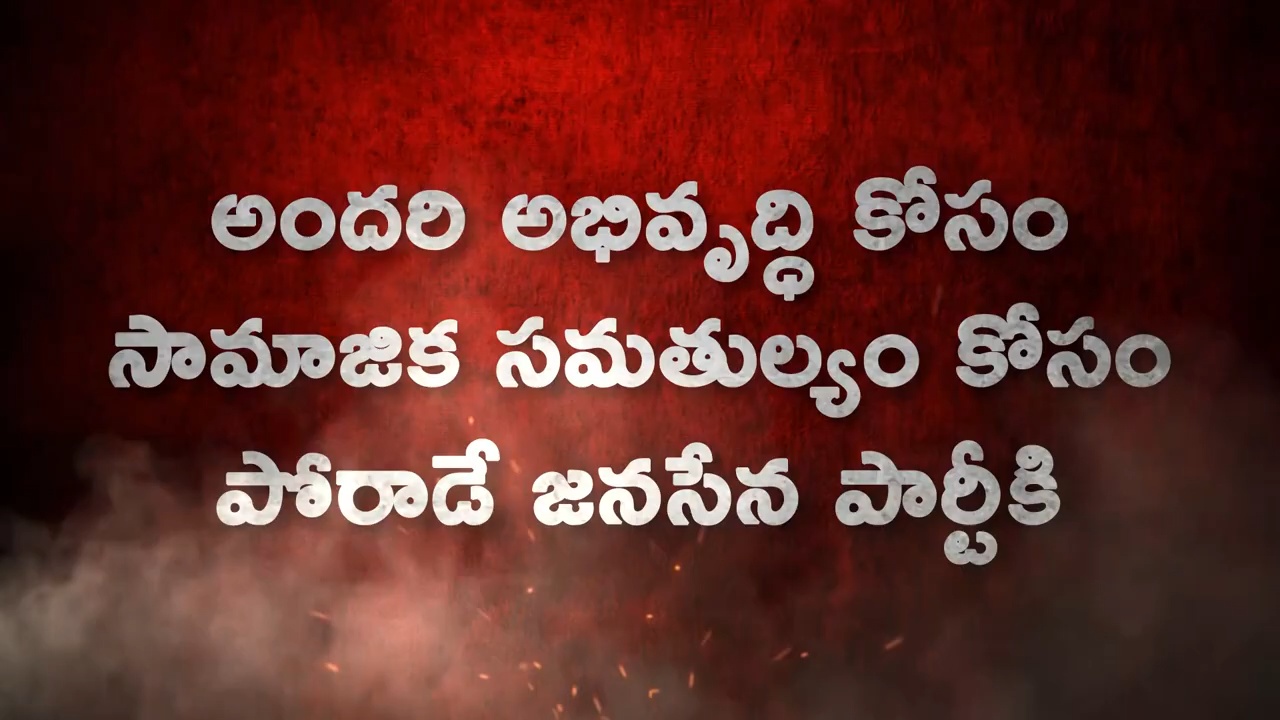 అందరి అభివృద్ధి కోసం
సామాజిక సమతుల్యం కోసం
పోరాడే జనసేన పార్టీకి